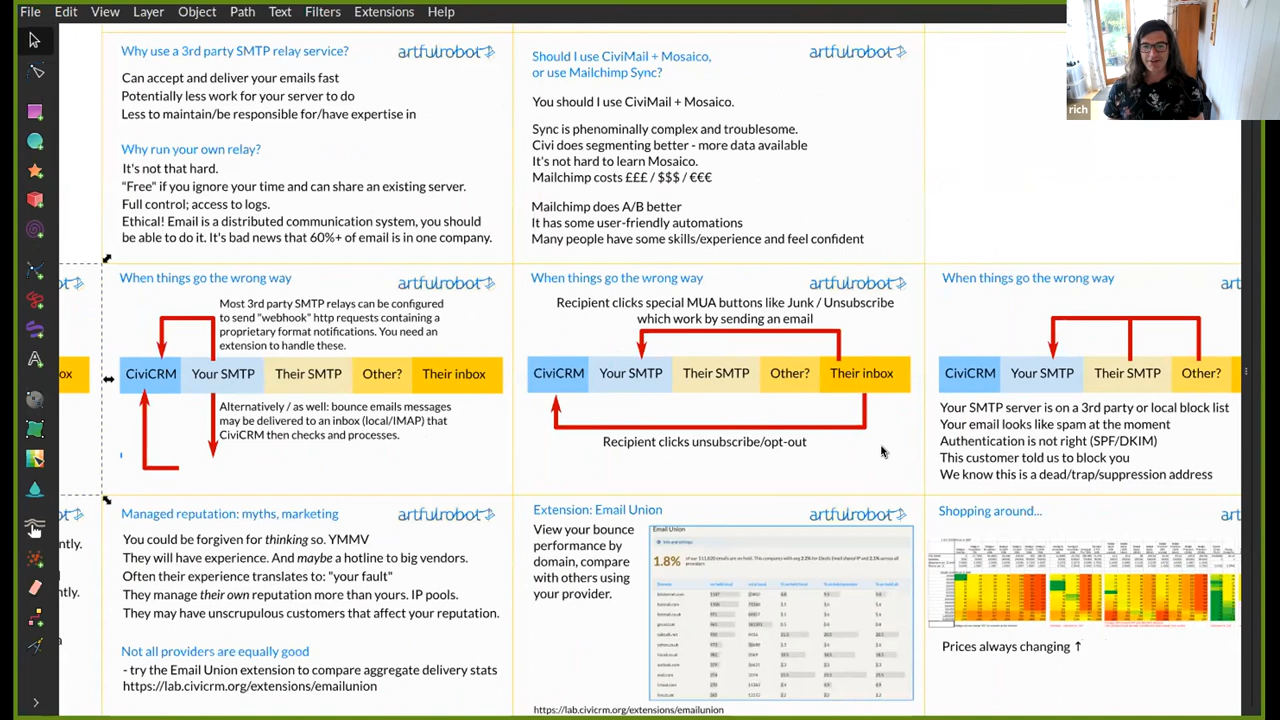 File Edit View Layer Object Path Text Filters Extensions Help
rich
Why use a 3rd party SMTP relay service?
artfulrobot
Can accept and deliver your emails fast
Potentially less work for your server to do
Less to maintain/be responsible for/have expertise in
Why run your own relay?
It's not that hard.
"Free" if you ignore your time and can share an existing server.
Full control; access to logs.
Ethical! Email is a distributed communication system, you should
be able to do it. It's bad news that 60%+ of email is in one company.
Should I use CiviMail + Mosaico,
or use Mailchimp Sync?
artfulrobot
You should I use CiviMail + Mosaico.
Sync is phenominally complex and troublesome.
Civi does segmenting better - more data available
It's not hard to learn Mosaico.
Mailchimp costs £££ / $$$ / €€€
Mailchimp does A/B better
It has some user-friendly automations
Many people have some skills/experience and feel confident
ot
ox
When things go the wrong way
artfulrobot
Most 3rd party SMTP relays can be configured
to send "webhook" http requests containing a
proprietary format notifications. You need an
extension to handle these.
CiviCRM Your SMTP Their SMTP Other? Their inbox
Alternatively / as well: bounce emails messages
may be delivered to an inbox (local/IMAP) that
CiviCRM then checks and processes.
When things go the wrong way
artfulrobot
Recipient clicks special MUA buttons like Junk / Unsubscribe
which work by sending an email
CiviCRM Your SMTP Their SMTP Other? Their inbox
Recipient clicks unsubscribe/opt-out
When things go the wrong way
CiviCRM Your SMTP Their SMTP Other?
Your SMTP server is on a 3rd party or local block list
Your email looks like spam at the moment
Authentication is not right (SPF/DKIM)
This customer told us to block you
We know this is a dead/trap/suppression address
ot
ntly.
ts.
a
Managed reputation: myths, marketing
artfulrobot
You could be forgiven for thinking so. YMMV
They will have experience and maybe a hotline to big vendors.
Often their experience translates to: "your fault"
They manage their own reputation more than yours. IP pools.
They may have unscrupulous customers that affect your reputation.
Not all providers are equally good
- try the Email Union extension to compare aggregate delivery stats
https://lab.civicrm.org/extensions/emailunion
Extension: Email Union
artfulrobot
View your bounce
performance by
domain, compare
with others using
your provider.
Email Union
1.8%
https://lab.civicrm.org/extensions/emailunion
Shopping around...
artfulrobot
Prices always changing ↑